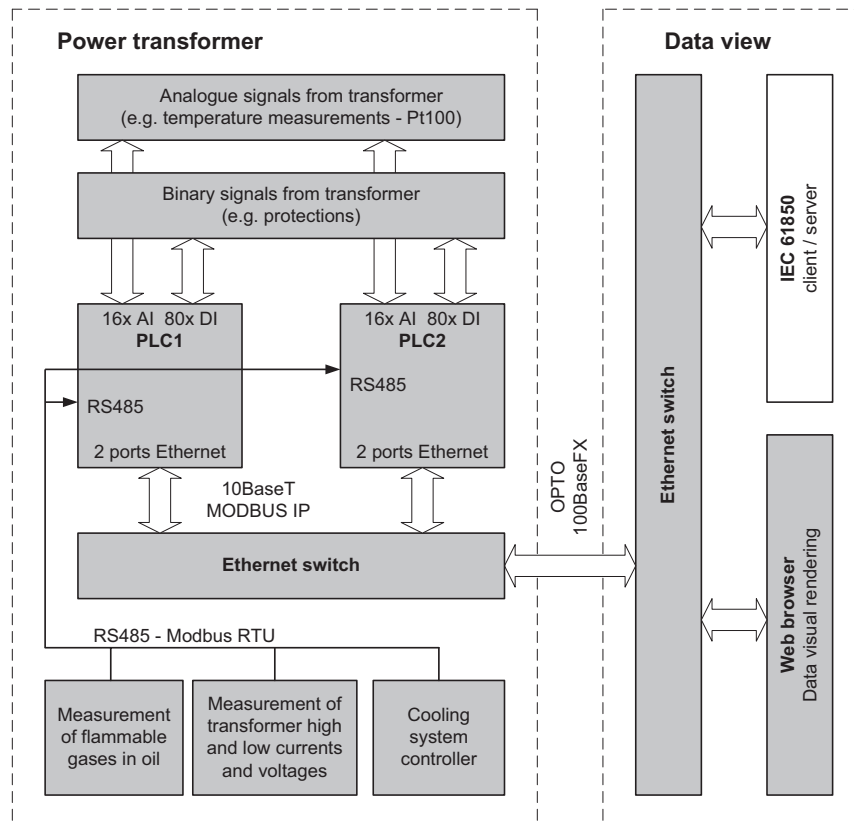 Power transformer
Analogue signals from transformer
(e.g. temperature measurements - Pt100)
Binary signals from transformer
(e.g. protections)
16x AI 80x DI
PLC1
RS485
2 ports Ethernet
16x AI 80x DI
PLC2
RS485
2 ports Ethernet
10BaseT
MODBUS IP
Ethernet switch
RS485 - Modbus RTU
Measurement
of flammable
gases in oil
Measurement of
transformer high
and low currents
and voltages
Cooling
system
controller
OPTO
100BaseFX
Data view
Ethernet switch
IEC 61850
client / server
Web browser
Data visual rendering